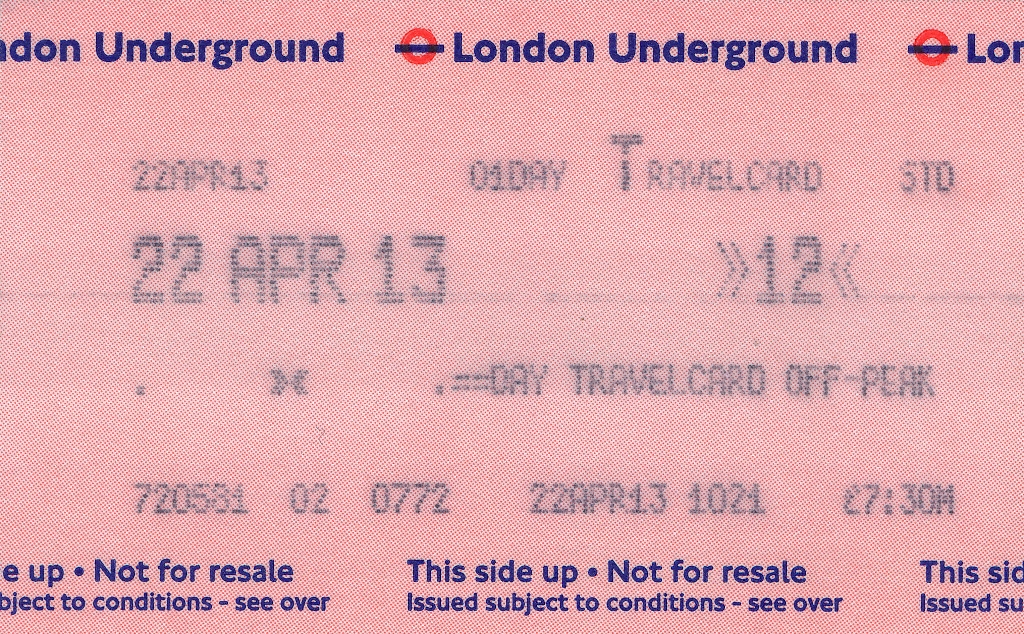 ndon Underground London Underground Lon
22APR13 01DAY TRAVELCARD STD
22 APR 13 »12«
. .==DAY TRAVELCARD OFF-PEAK
720581 02 0772 22APR13 1021 £7:30M
e up • Not for resale This side up • Not for resale This sid
bject to conditions - see over Issued subject to conditions - see over Issued su